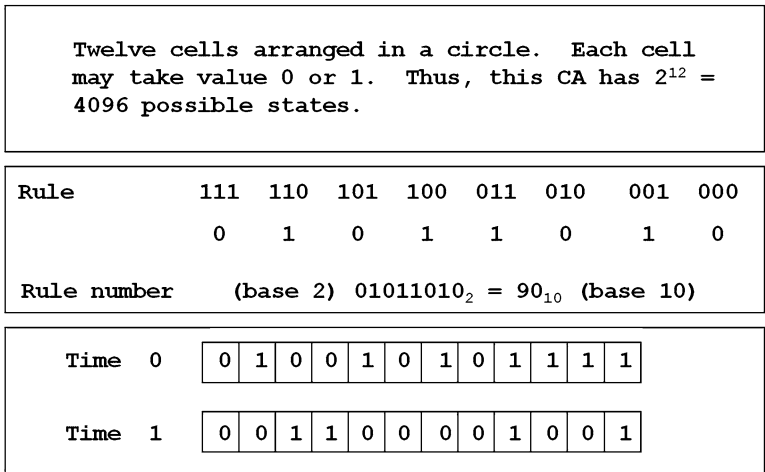 Twelve cells arranged in a circle. Each cell
may take value 0 or 1. Thus, this CA has 2¹² =
4096 possible states.
Rule 111 110 101 100 011 010 001 000
0 1 0 1 1 0 1 0
Rule number (base 2) 01011010₂ = 90₁₀ (base 10)
Time 0 0 1 0 0 1 0 1 0 1 1 1 1
Time 1 0 0 1 1 0 0 0 0 1 0 0 1